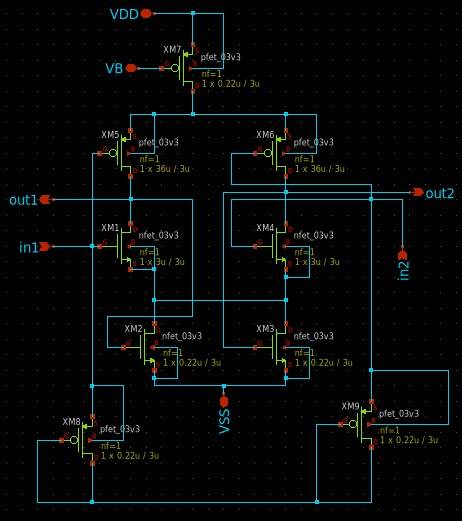 VDD
XM7
pfet_03v3
VB
nf=1
1 x 0.22u / 3u
XM5
pfet_03v3
nf=1
1 x 36u / 3u
XM6
pfet_03v3
nf=1
1 x 36u / 3u
out1
out2
XM1
nfet_03v3
nf=1
1 x 3u / 3u
XM4
nfet_03v3
nf=1
1 x 3u / 3u
in1
in2
XM2
nfet_03v3
nf=1
1 x 0.22u / 3u
XM3
nfet_03v3
nf=1
1 x 0.22u / 3u
VSS
XM8
pfet_03v3
nf=1
1 x 0.22u / 3u
XM9
pfet_03v3
nf=1
1 x 0.22u / 3u